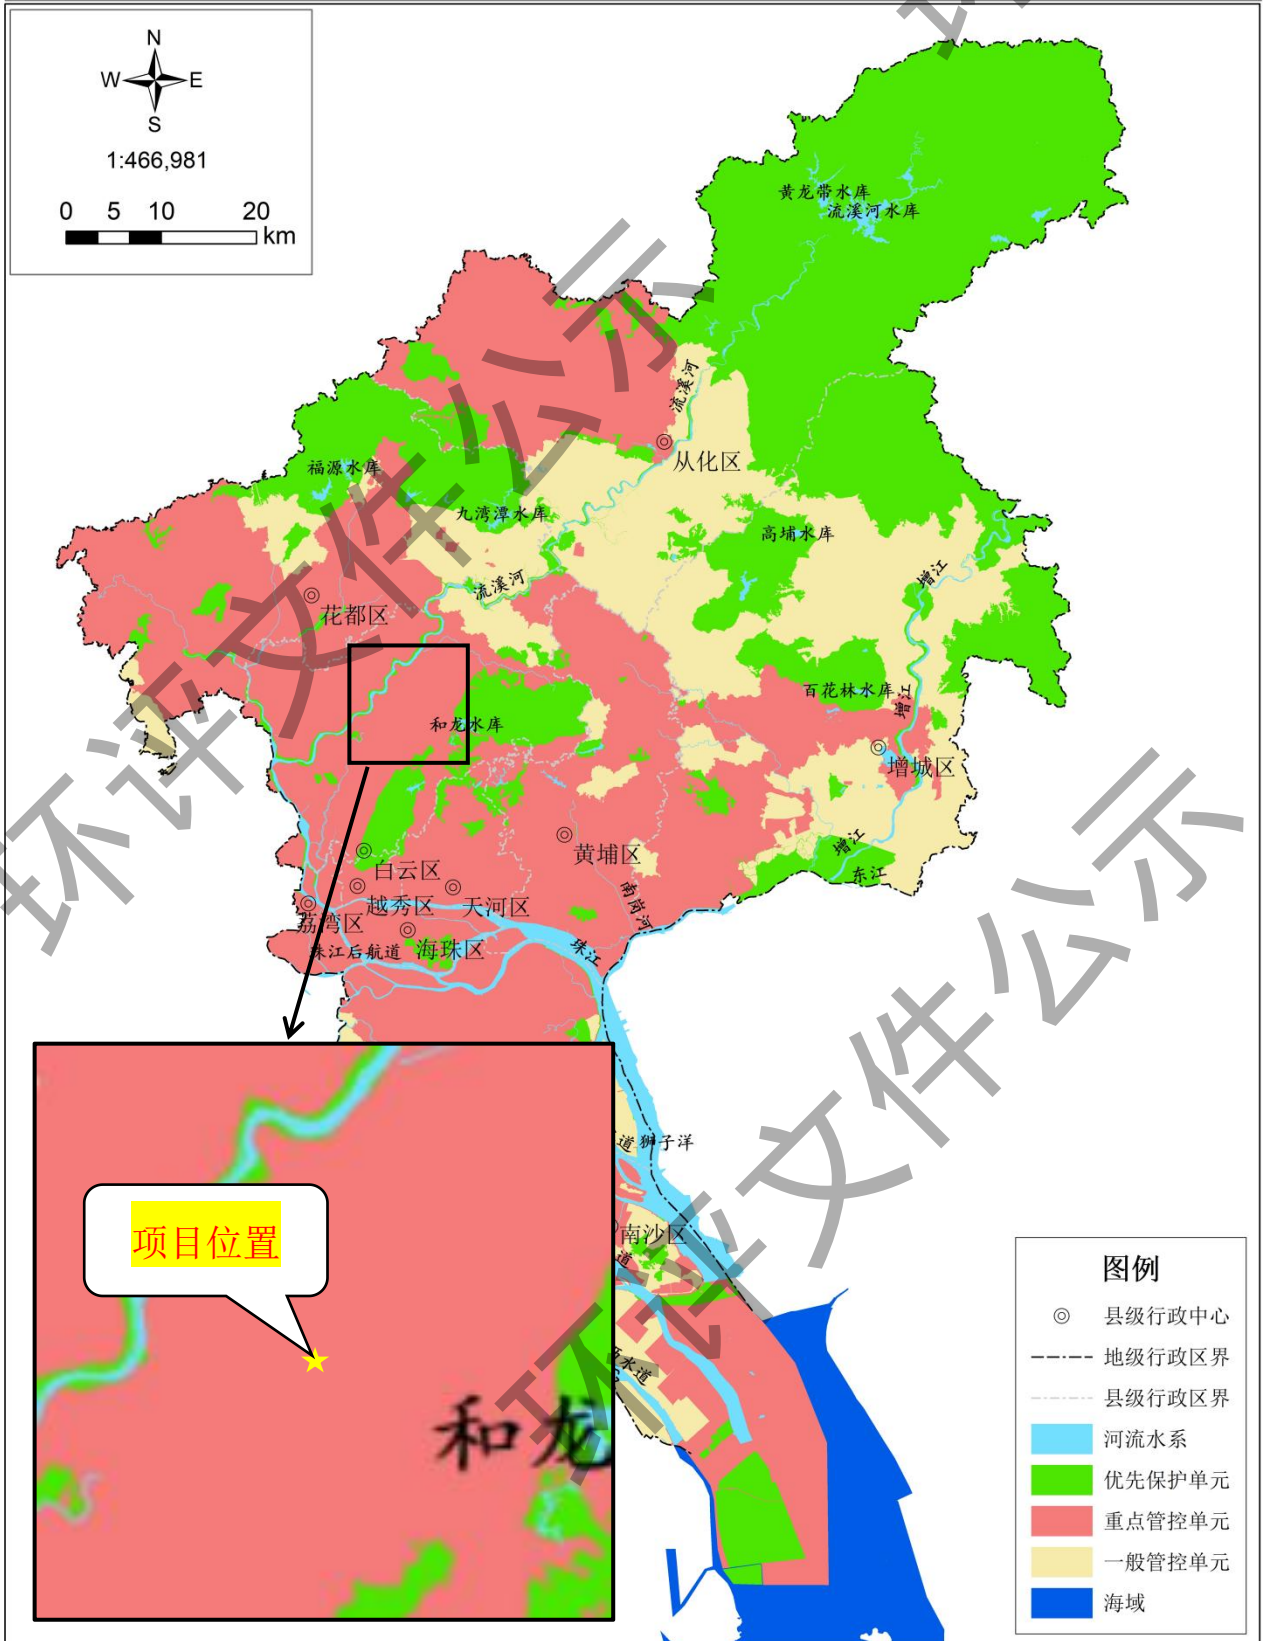 N
W E
S
1:466,981
0 5 10 20
km
黄龙带水库
流溪河水库
流溪河
从化区
福源水库
九湾潭水库
高埔水库
流溪河
增江
花都区
百花林水库
增江
和龙水库
增城区
增江
黄埔区
白云区
东江
越秀区
天河区
南岗河
荔湾区
海珠区
珠江后航道
珠江
道
狮子洋
南沙区
道
水道
项目位置
和龙
图例
县级行政中心
地级行政区界
县级行政区界
河流水系
优先保护单元
重点管控单元
一般管控单元
海域
环评文件公示
环评文件公示